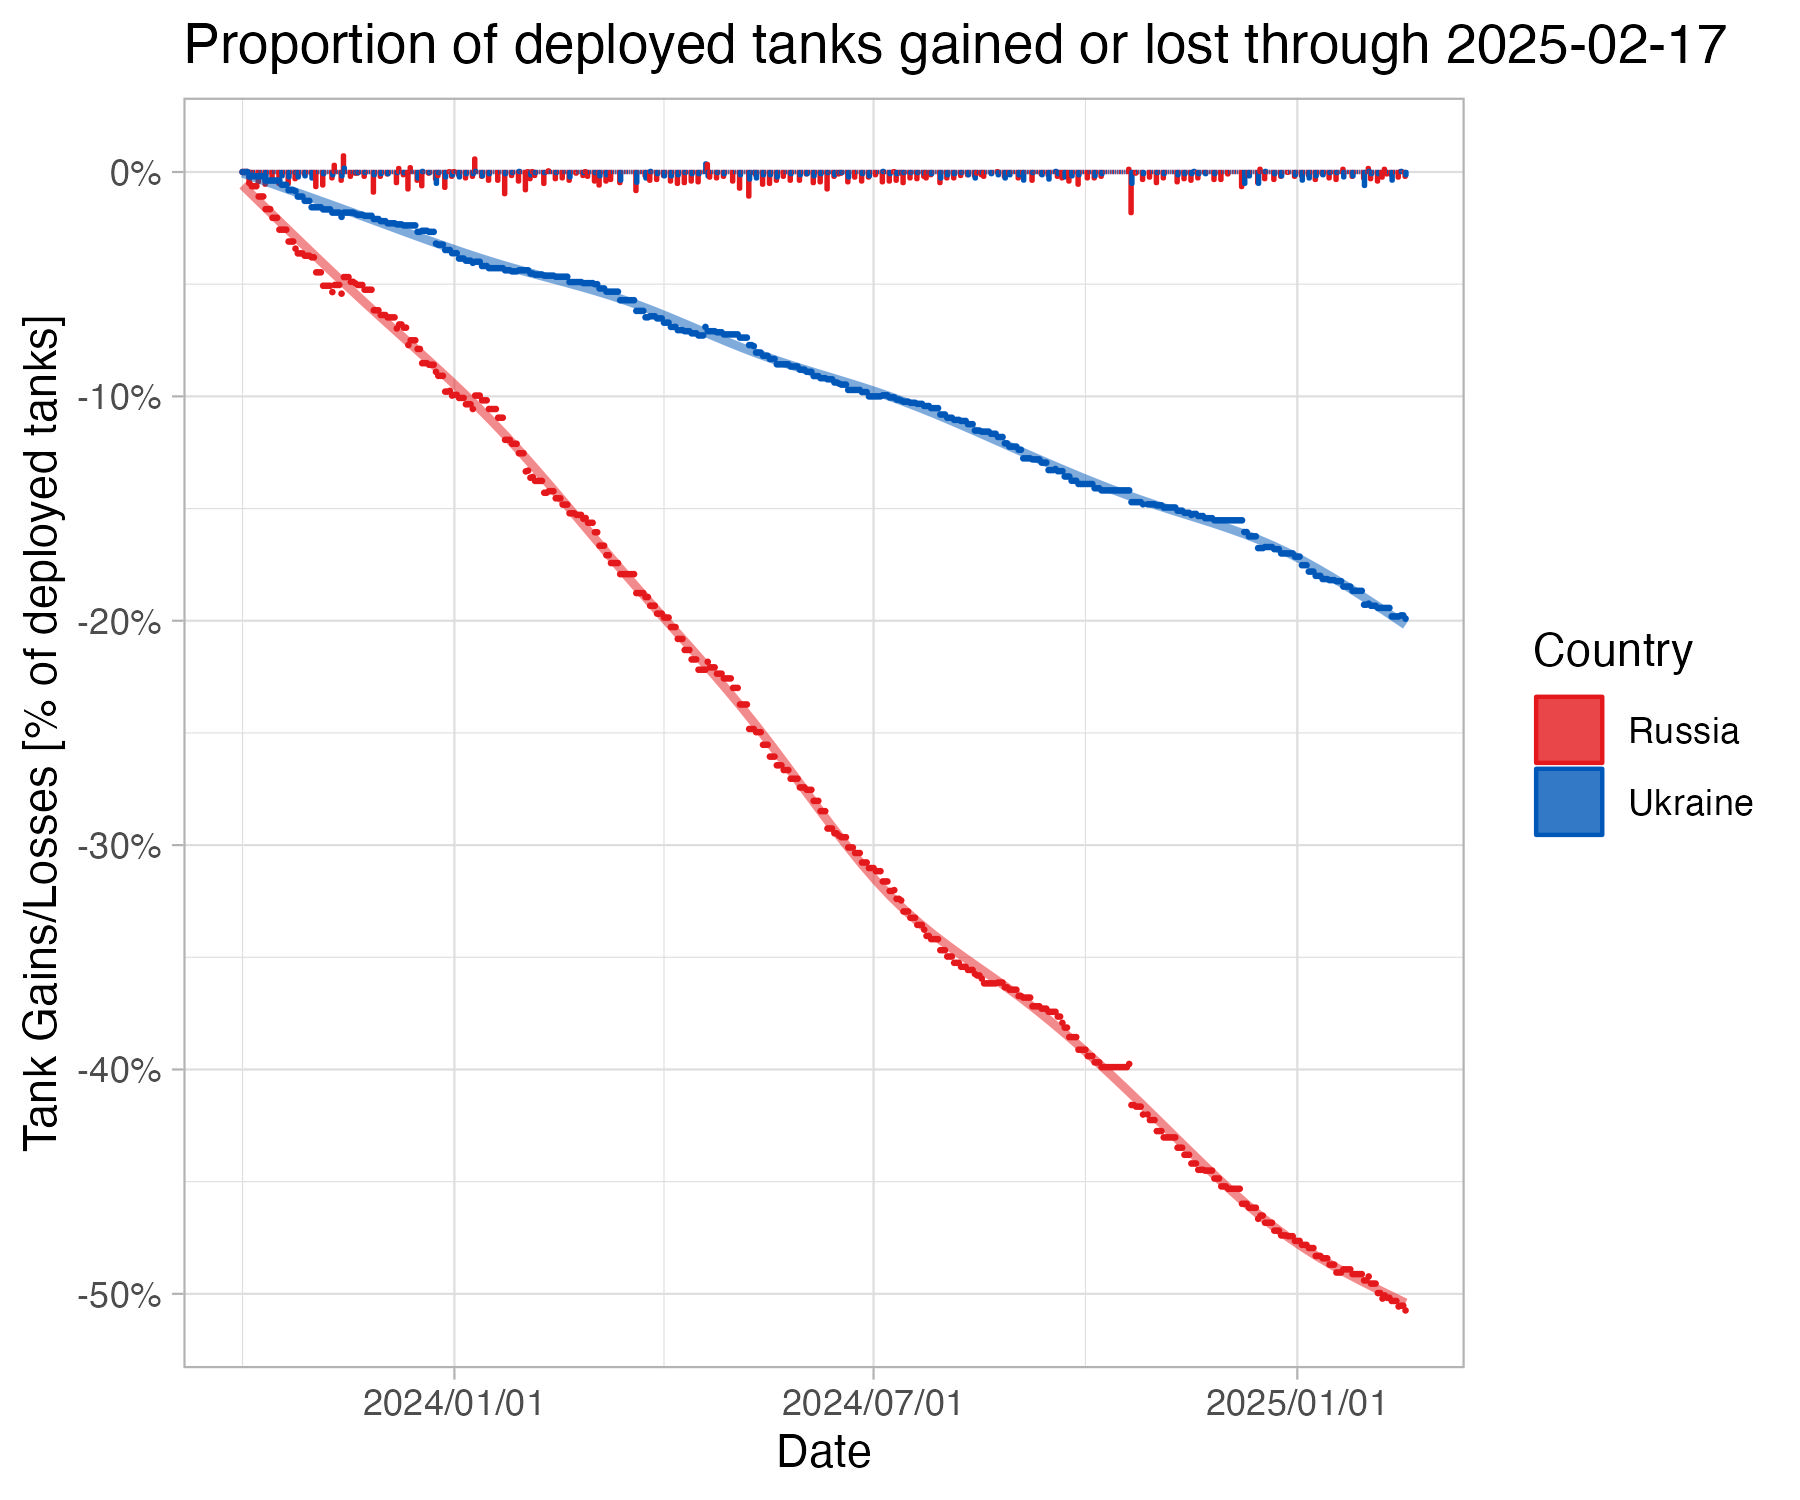 Proportion of deployed tanks gained or lost through 2025-02-17
Tank Gains/Losses [% of deployed tanks]
0%
-10%
-20%
-30%
-40%
-50%
2024/01/01
2024/07/01
2025/01/01
Date
Country
Russia
Ukraine